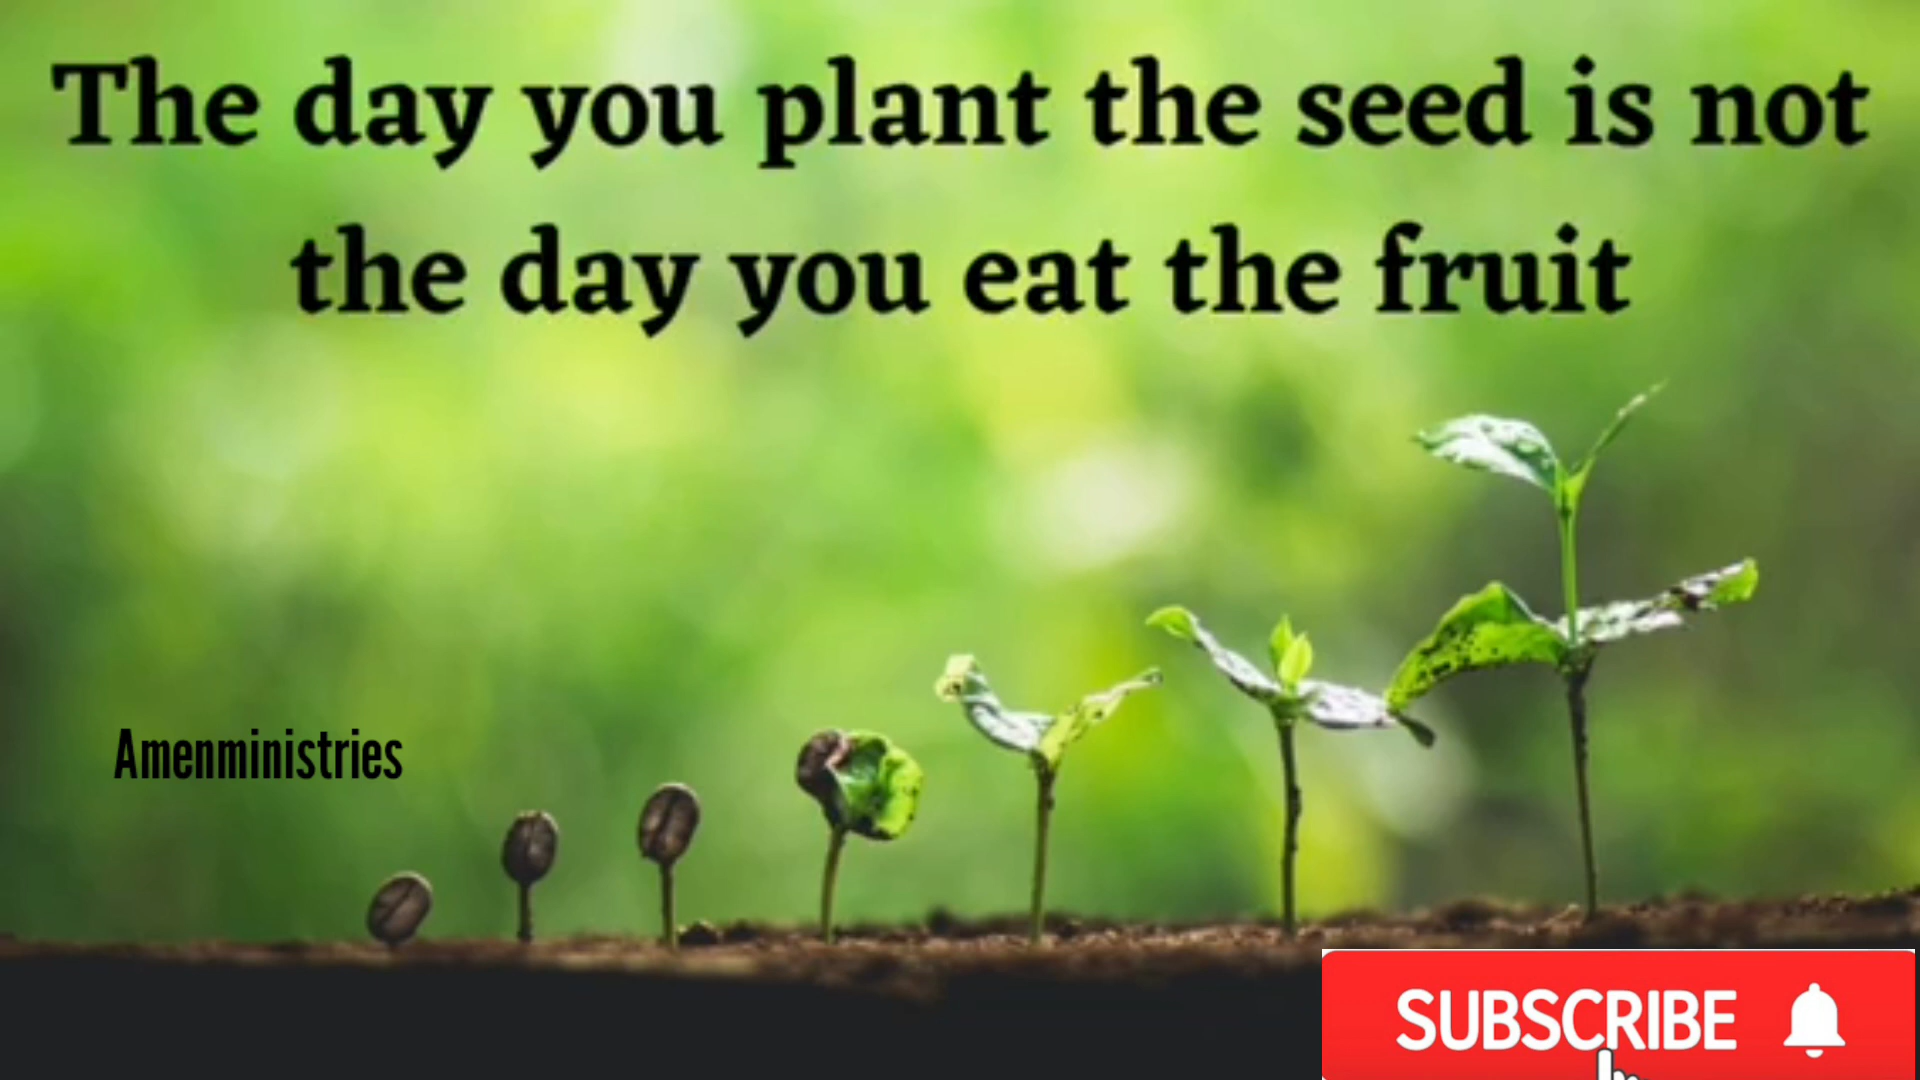 The day you plant the seed is not
the day you eat the fruit
Amenministries
SUBSCRIBE